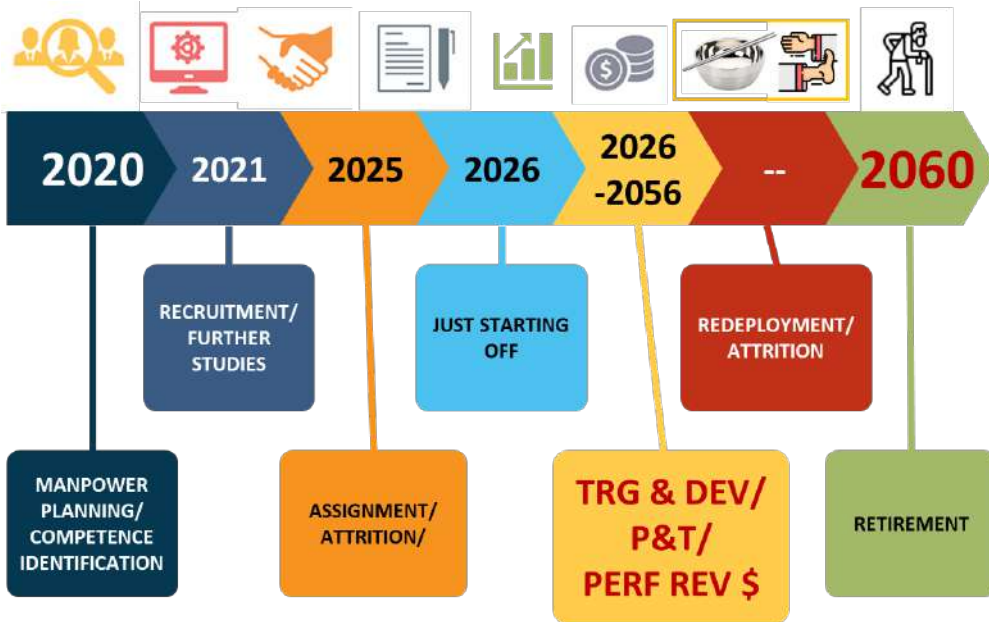 2020
2021
2025
2026
2026
-2056
--
2060
RECRUITMENT/
FURTHER
STUDIES
JUST STARTING
OFF
REDEPLOYMENT/
ATTRITION
MANPOWER
PLANNING/
COMPETENCE
IDENTIFICATION
ASSIGNMENT/
ATTRITION/
TRG & DEV/
P&T/
PERF REV $
RETIREMENT